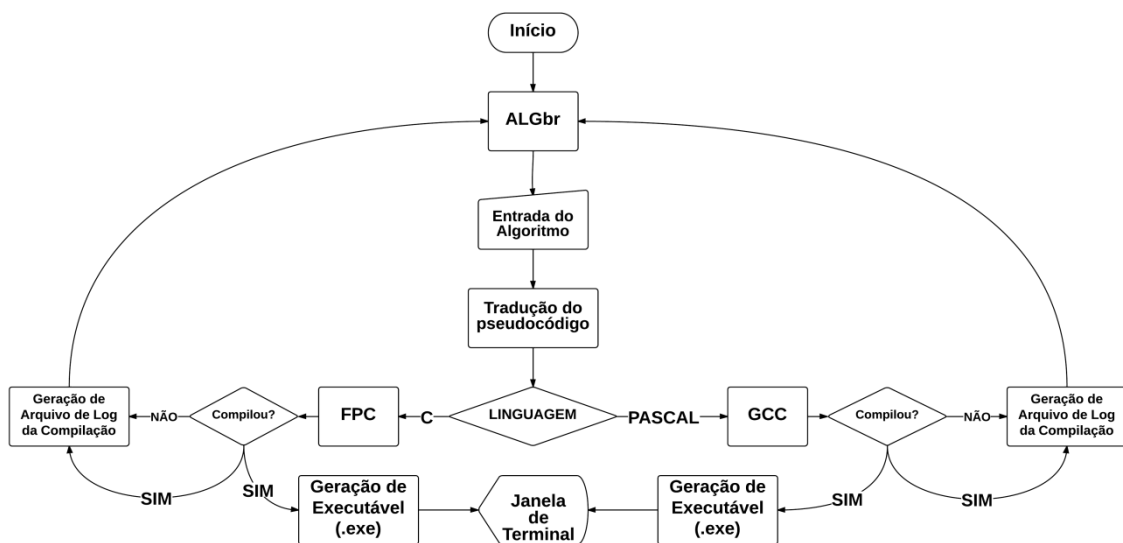 Início
ALGbr
Entrada do
Algoritmo
Tradução do
pseudocódigo
Geração de
Arquivo de Log
da Compilação
NÃO
Compilou?
FPC
C
LINGUAGEM
PASCAL
GCC
Compilou?
NÃO
Geração de
Arquivo de Log
da Compilação
SIM
SIM
Geração de
Executável
(.exe)
Janela
de
Terminal
Geração de
Executável
(.exe)
SIM
SIM